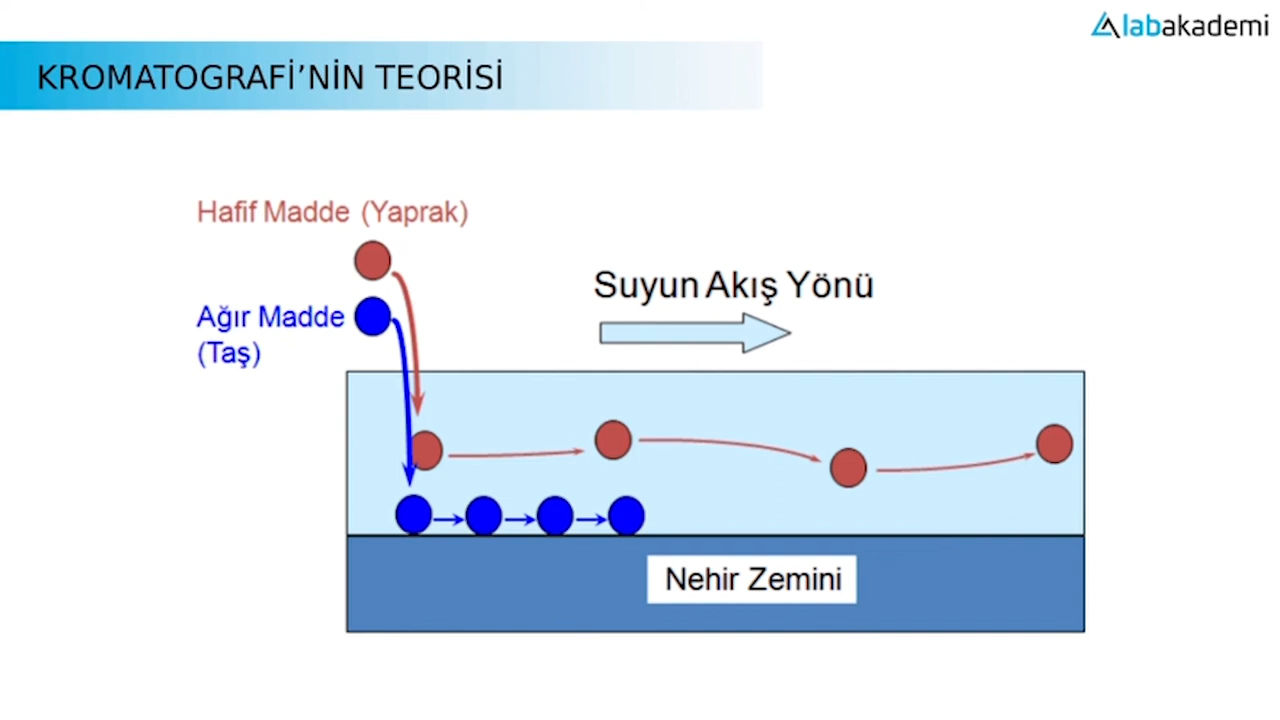 labakademi
KROMATOGRAFİ’NİN TEORİSİ
Hafif Madde (Yaprak)
Suyun Akış Yönü
Ağır Madde
(Taş)
Nehir Zemini